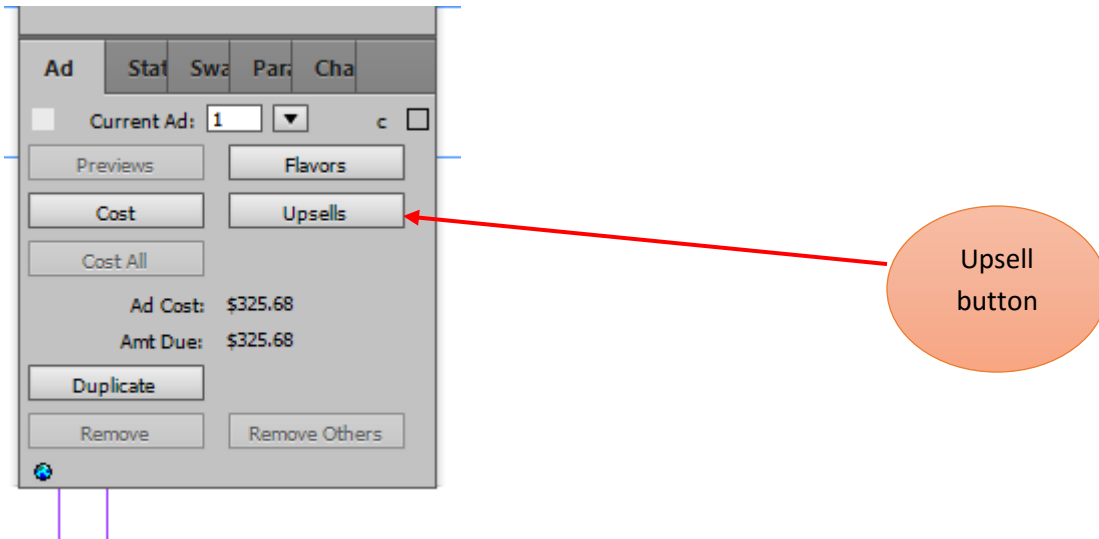 Ad Stat Swa Para Cha
Current Ad: 1 c
Previews Flavors
Cost Upsells
Cost All
Ad Cost: $325.68
Amt Due: $325.68
Duplicate
Remove Remove Others
Upsell
button